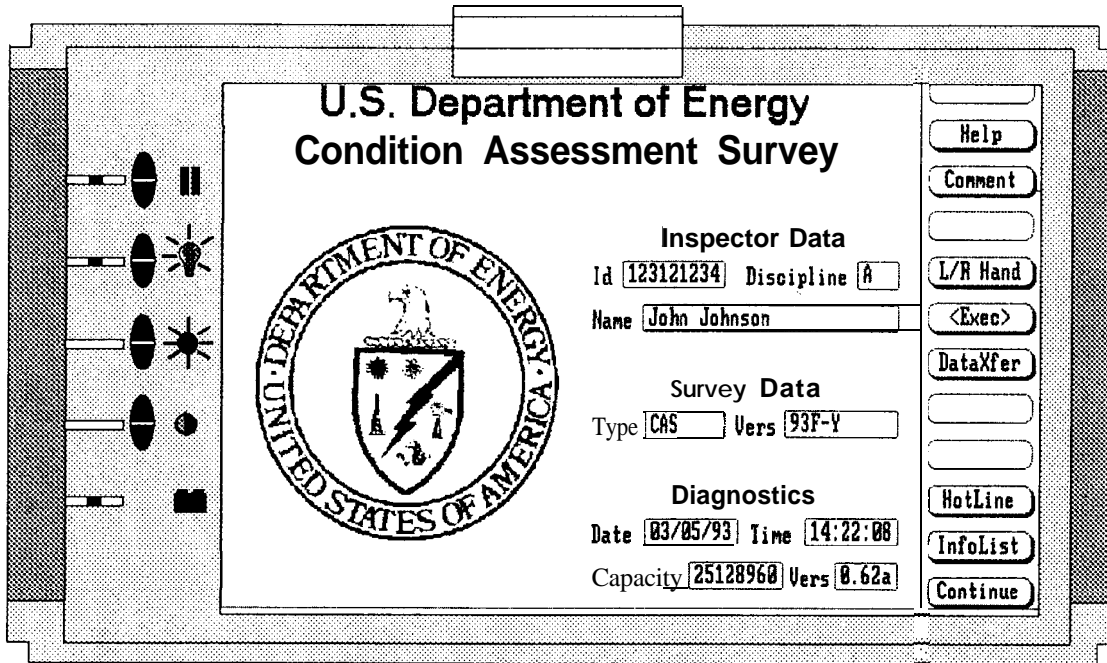 U.S. Department of Energy
Condition Assessment Survey
UNITED STATES OF AMERICA · DEPARTMENT OF ENERGY ·
Inspector Data
Id 123121234 Discipline A
Name John Johnson
Survey Data
Type CAS Vers 93F-Y
Diagnostics
Date 03/05/93 Time 14:22:08
Capacity 25128960 Vers 0.62a
Help
Comment
L/R Hand
<Exec>
DataXfer
HotLine
InfoList
Continue